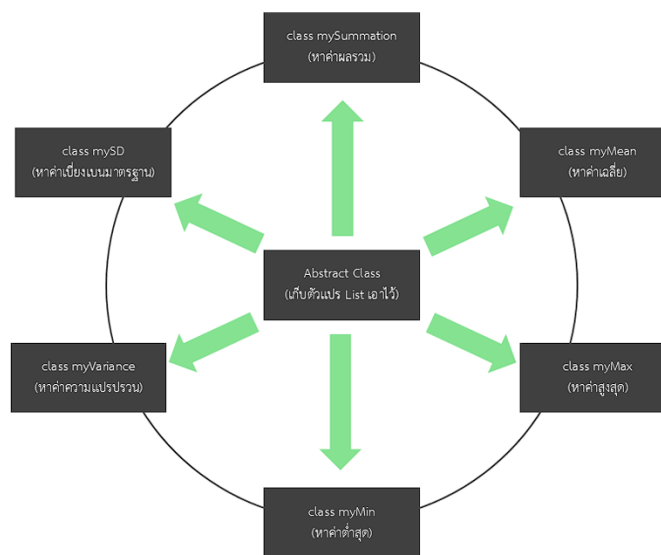 class mySummation
(หาค่าผลรวม)
class mySD
(หาค่าเบี่ยงเบนมาตรฐาน)
class myMean
(หาค่าเฉลี่ย)
Abstract Class
(เก็บตัวแปร List เอาไว้)
class myVariance
(หาค่าความแปรปรวน)
class myMax
(หาค่าสูงสุด)
class myMin
(หาค่าต่ำสุด)